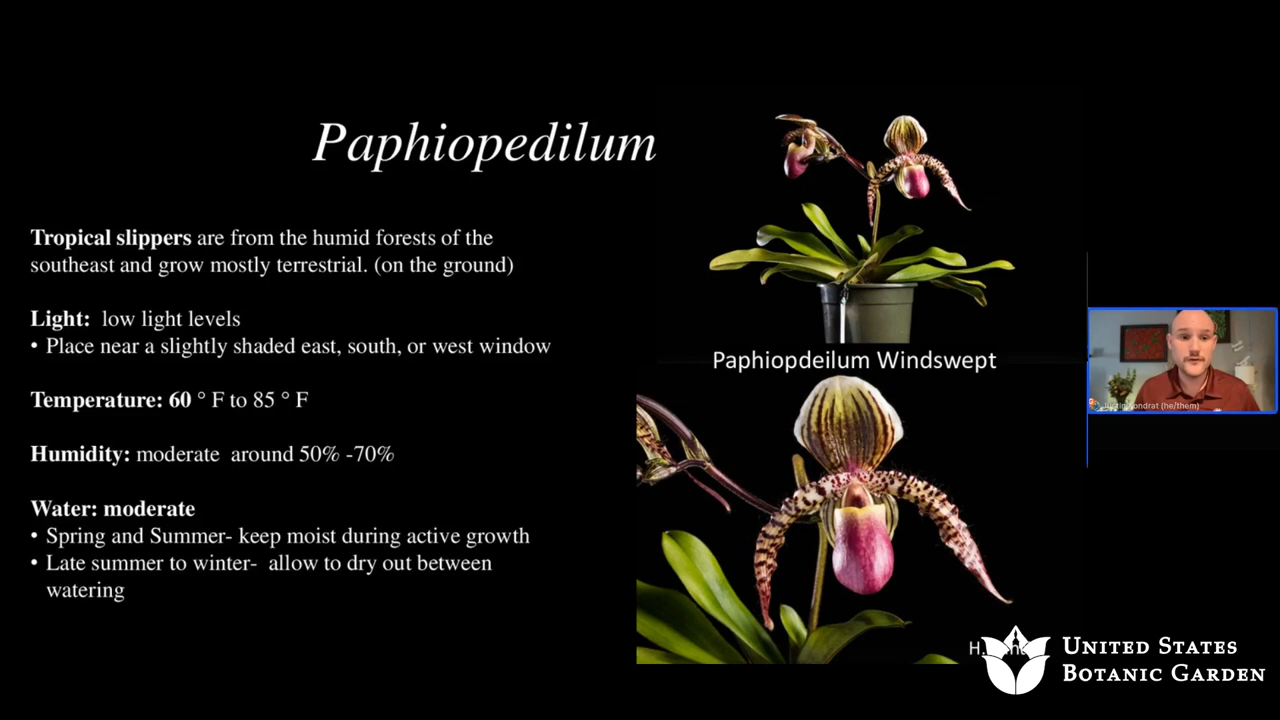 Paphiopedilum
Tropical slippers are from the humid forests of the
southeast and grow mostly terrestrial. (on the ground)
Light: low light levels
• Place near a slightly shaded east, south, or west window
Temperature: 60 ° F to 85 ° F
Humidity: moderate around 50% -70%
Water: moderate
• Spring and Summer- keep moist during active growth
• Late summer to winter- allow to dry out between
watering
Paphiopdeilum Windswept
(he/them)
UNITED STATES
BOTANIC GARDEN